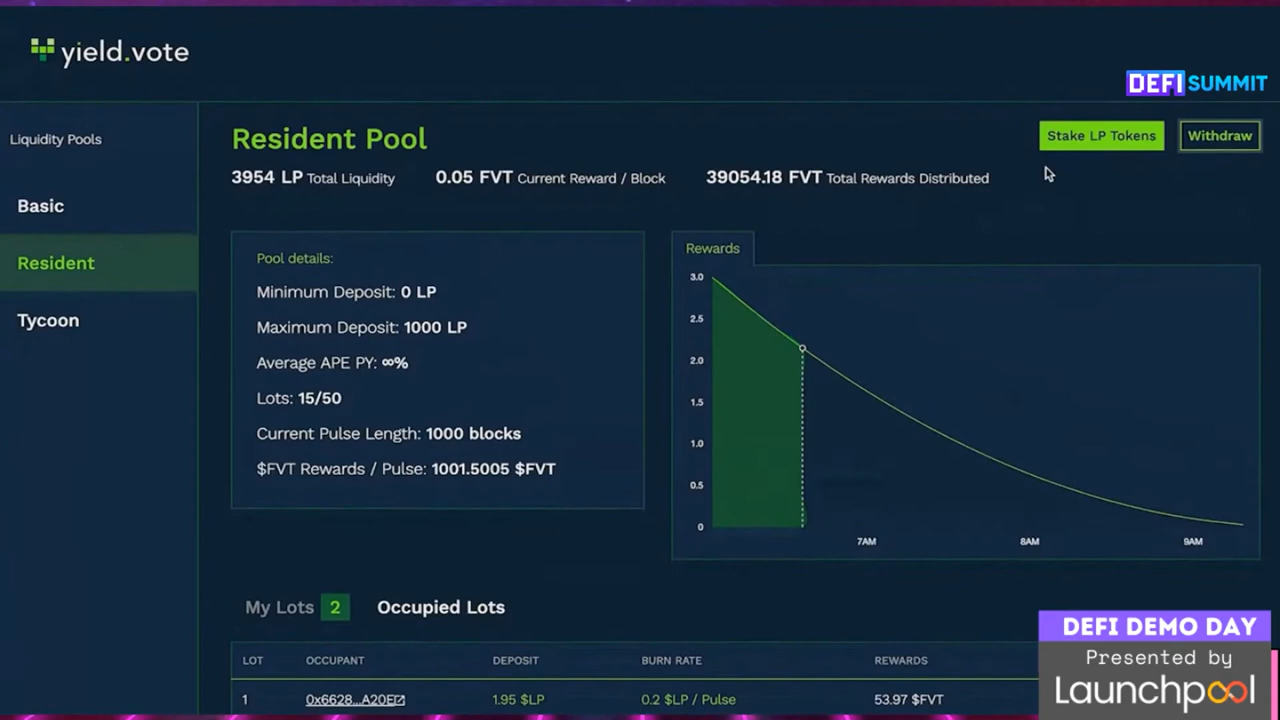 yield.vote
DEFI SUMMIT
Liquidity Pools
Basic
Resident
Tycoon
Resident Pool
Stake LP Tokens
Withdraw
3954 LP Total Liquidity
0.05 FVT Current Reward / Block
39054.18 FVT Total Rewards Distributed
Pool details:
Minimum Deposit: 0 LP
Maximum Deposit: 1000 LP
Average APE PY: ∞%
Lots: 15/50
Current Pulse Length: 1000 blocks
$FVT Rewards / Pulse: 1001.5005 $FVT
Rewards
3.0
2.5
2.0
1.5
1.0
0.5
0
7AM
8AM
9AM
My Lots 2
Occupied Lots
LOT OCCUPANT DEPOSIT BURN RATE REWARDS
1 0x6628...A20E 1.95 $LP 0.2 $LP / Pulse 53.97 $FVT
DEFI DEMO DAY
Presented by
Launchpool